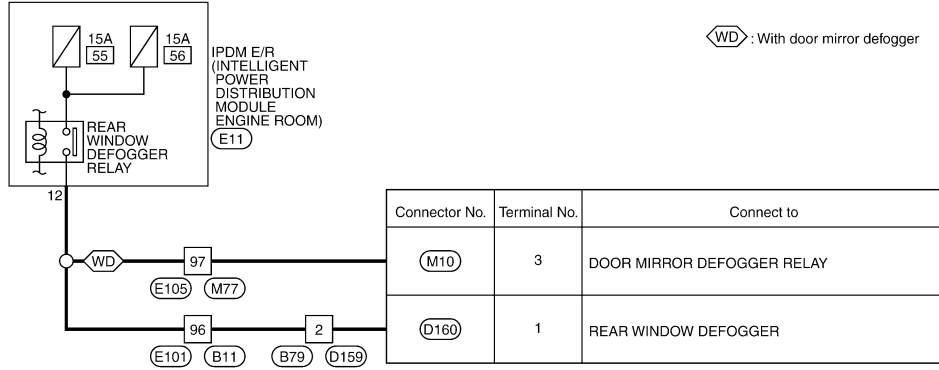 15A
55
15A
56
IPDM E/R
(INTELLIGENT
POWER
DISTRIBUTION
MODULE
ENGINE ROOM)
E11
WD : With door mirror defogger
REAR
WINDOW
DEFOGGER
RELAY
12
Connector No. Terminal No. Connect to
WD
97
E105 M77
M10 3 DOOR MIRROR DEFOGGER RELAY
96
2
E101 B11 B79 D159
D160 1 REAR WINDOW DEFOGGER